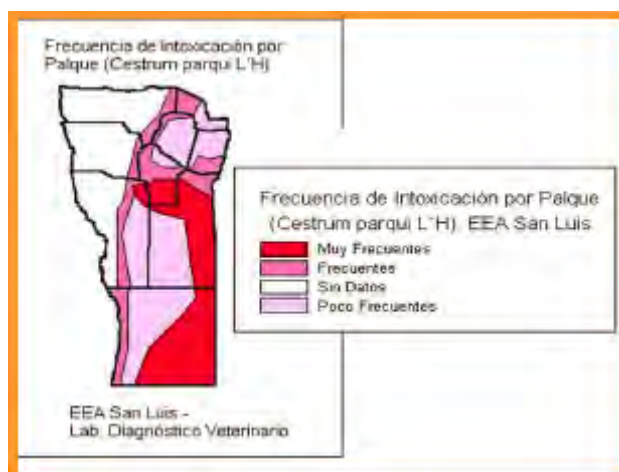 Frecuencia de Intoxicación por
Palque (Cestrum parqui L´H)
Frecuencia de Intoxicación por Palque
(Cestrum parqui L´H). EEA San Luis
Muy Frecuentes
Frecuentes
Sin Datos
Poco Frecuentes
EEA San Luis -
Lab. Diagnóstico Veterinario